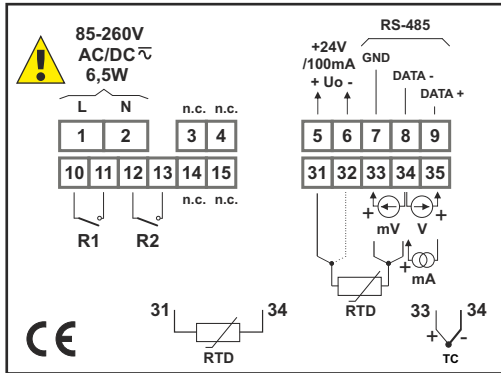 85-260V
AC/DC
6,5W
L N
n.c. n.c.
1 2 3 4
10 11 12 13 14 15
n.c. n.c.
R1 R2
RS-485
+24V
/100mA
+ Uo -
GND
DATA -
DATA +
5 6 7 8 9
31 32 33 34 35
+ +
mV V
+
mA
RTD
31 34
RTD
33 34
+ -
TC
CE